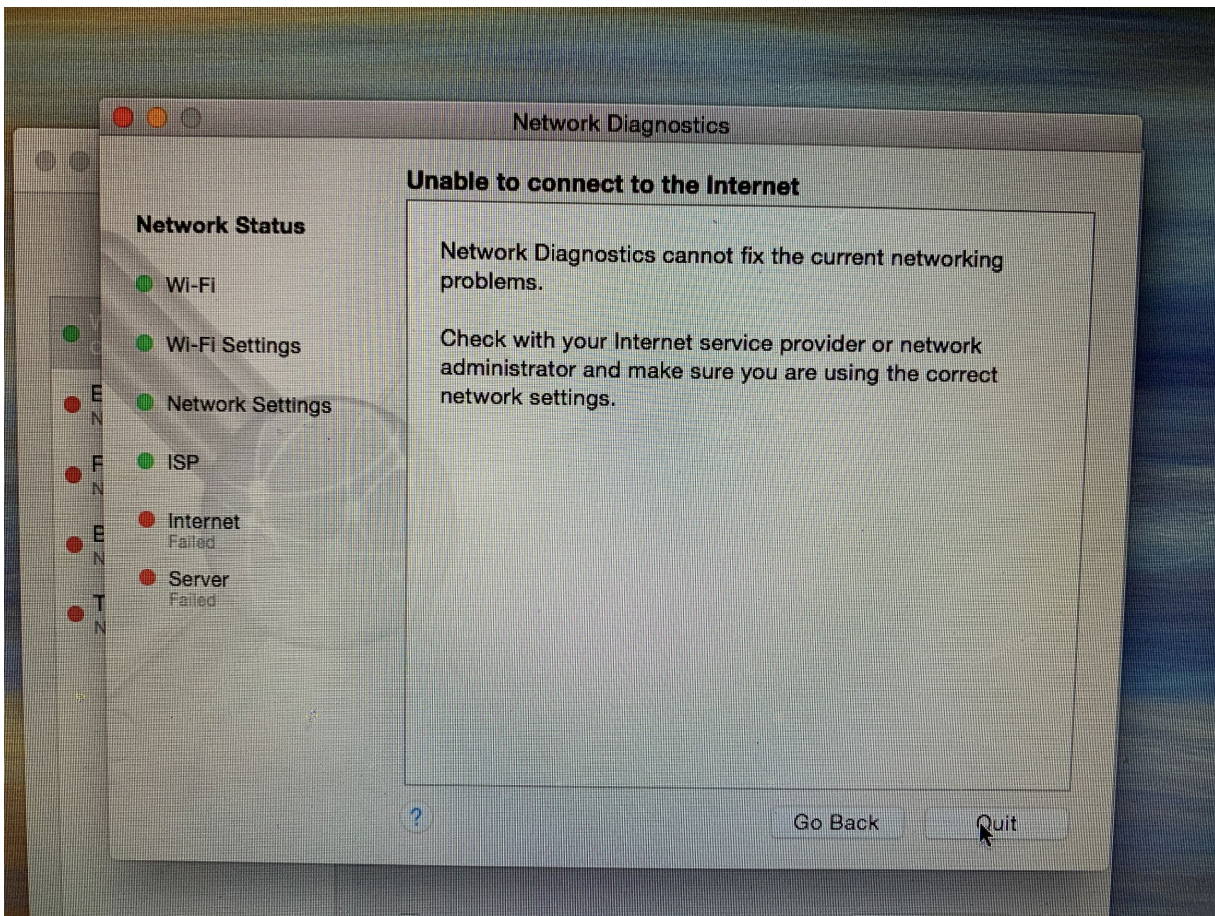 Network Diagnostics
Unable to connect to the Internet
Network Status
Wi-Fi
Wi-Fi Settings
Network Settings
ISP
Internet
Failed
Server
Failed
Network Diagnostics cannot fix the current networking
problems.
Check with your Internet service provider or network
administrator and make sure you are using the correct
network settings.
E
N
F
N
B
N
T
N
?
Go Back
Quit